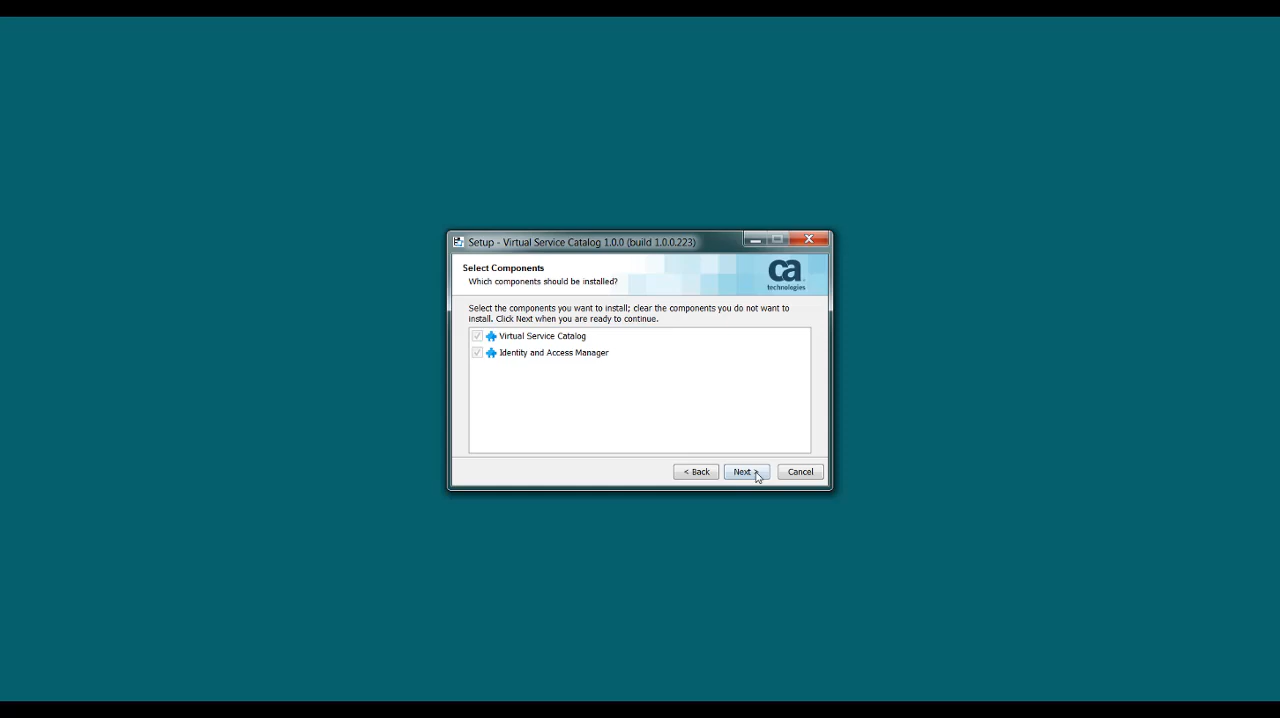 Setup - Virtual Service Catalog 1.0.0 (build 1.0.0.223)
Select Components
Which components should be installed?
ca
technologies
Select the components you want to install; clear the components you do not want to
install. Click Next when you are ready to continue.
Virtual Service Catalog
Identity and Access Manager
< Back
Next >
Cancel